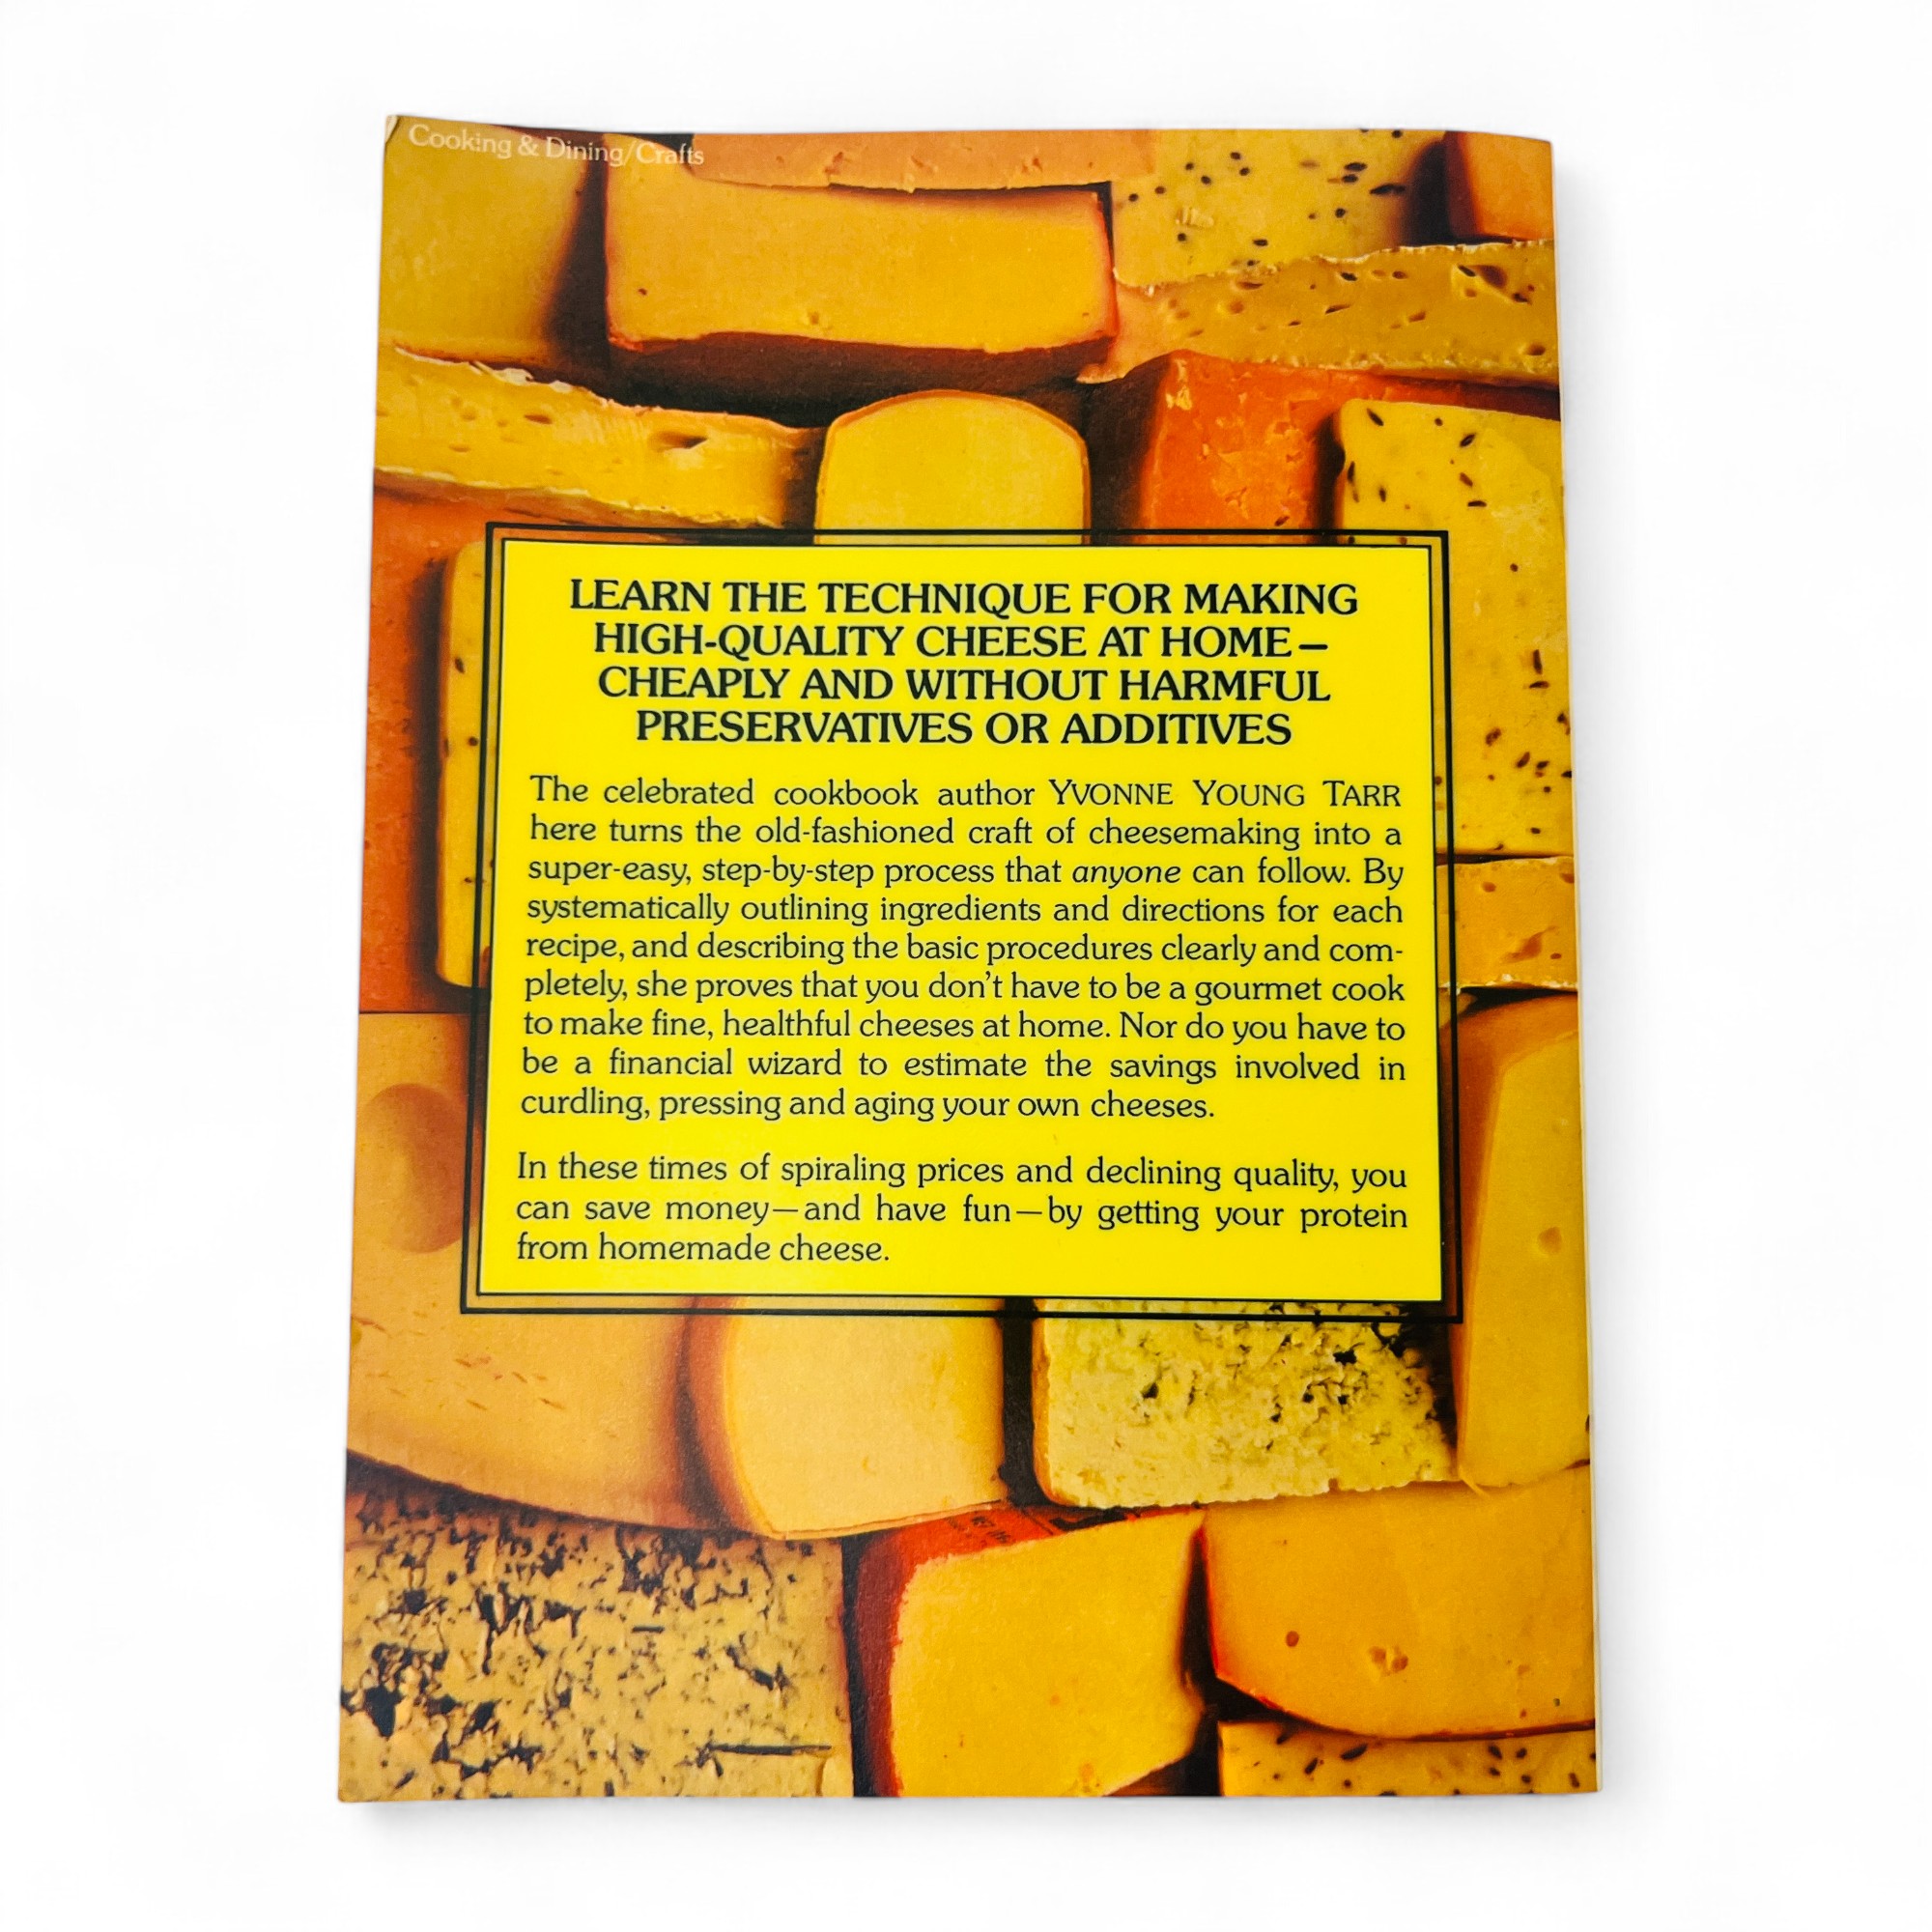 Cooking & Dining/Crafts
LEARN THE TECHNIQUE FOR MAKING
HIGH-QUALITY CHEESE AT HOME—
CHEAPLY AND WITHOUT HARMFUL
PRESERVATIVES OR ADDITIVES
The celebrated cookbook author YVONNE YOUNG TARR
here turns the old-fashioned craft of cheesemaking into a
super-easy, step-by-step process that anyone can follow. By
systematically outlining ingredients and directions for each
recipe, and describing the basic procedures clearly and com-
pletely, she proves that you don't have to be a gourmet cook
to make fine, healthful cheeses at home. Nor do you have to
be a financial wizard to estimate the savings involved in
curdling, pressing and aging your own cheeses.
In these times of spiraling prices and declining quality, you
can save money—and have fun—by getting your protein
from homemade cheese.